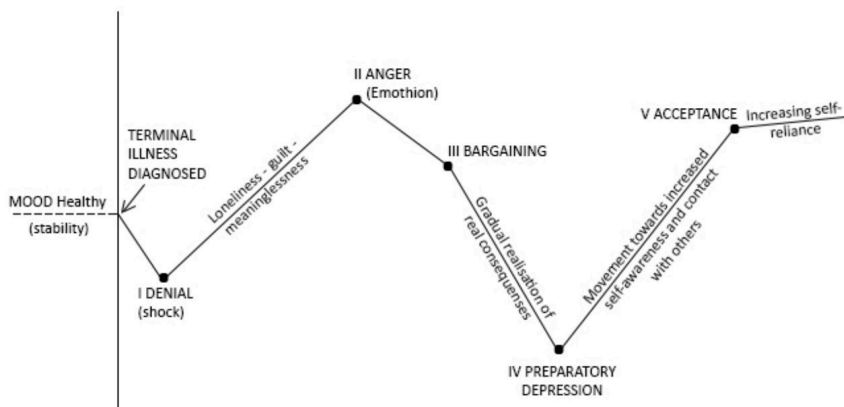 MOOD Healthy
(stability)
TERMINAL
ILLNESS
DIAGNOSED
I DENIAL
(shock)
Loneliness - guilt -
meaninglessness
II ANGER
(Emothion)
III BARGAINING
Gradual realisation of
real consequenses
IV PREPARATORY
DEPRESSION
Movement towards increased
self-awareness and contact
with others
V ACCEPTANCE
Increasing self-
reliance